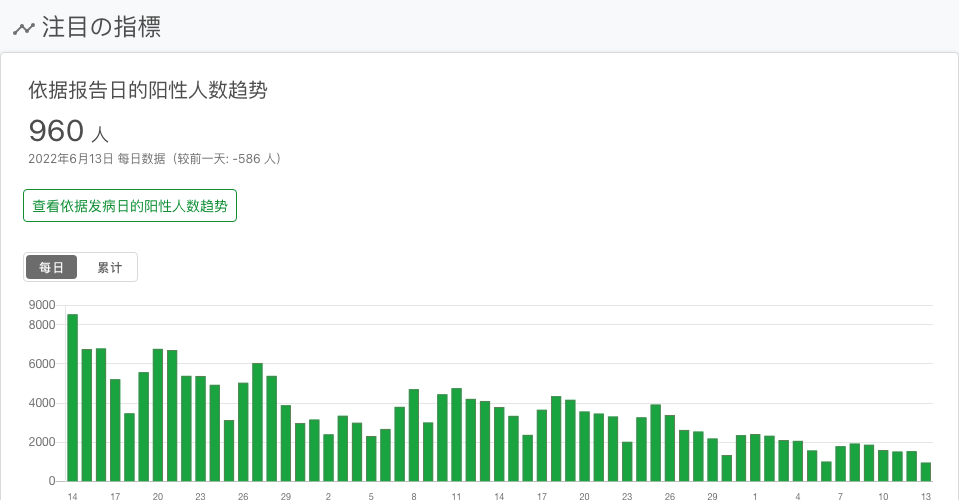 注目の指標
依据报告日的阳性人数趋势
960 人
2022年6月13日 每日数据（较前一天: -586 人）
查看依据发病日的阳性人数趋势
每日 累计
9000
8000
6000
4000
2000
0
14 17 20 23 26 29 2 5 8 11 14 17 20 23 26 29 1 4 7 10 13